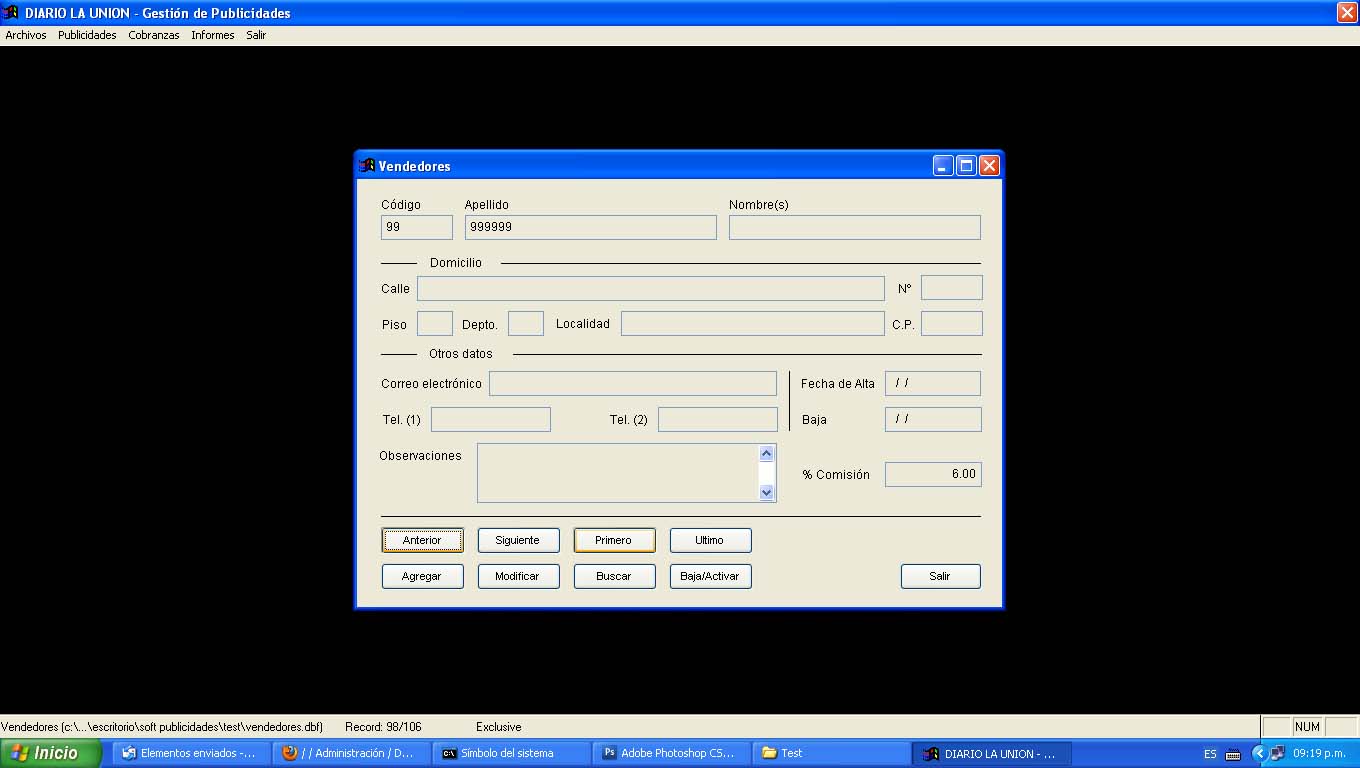 DIARIO LA UNION - Gestión de Publicidades
Archivos Publicidades Cobranzas Informes Salir
Vendedores
Código Apellido Nombre(s)
99 999999
Domicilio
Calle Nº
Piso Depto. Localidad C.P.
Otros datos
Correo electrónico Fecha de Alta / /
Tel. (1) Tel. (2) Baja / /
Observaciones
% Comisión 6.00
Anterior Siguiente Primero Ultimo
Agregar Modificar Buscar Baja/Activar Salir
Vendedores (c:\...\escritorio\soft publicidades\test\vendedores.dbf) Record: 98/106 Exclusive NUM
Inicio Elementos enviados -... / / Administración / D... Símbolo del sistema Adobe Photoshop CS... Test DIARIO LA UNION - ... ES 09:19 p.m.